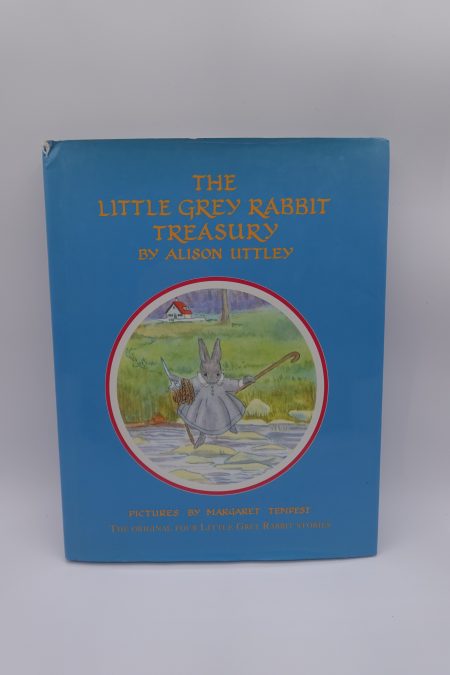 THE
LITTLE GREY RABBIT
TREASURY
BY ALISON UTTLEY
PICTURES BY MARGARET TEMPEST
THE ORIGINAL FOUR LITTLE GREY RABBIT STORIES